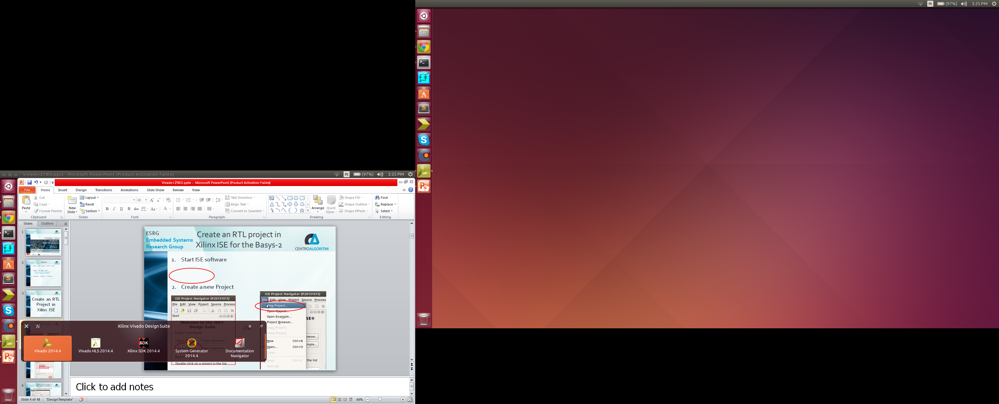 Pt (97%) 3:25 PM
Vivado+ZYBO.pptx - Microsoft PowerPoint (Product Activation Failed)
Pt (97%) 3:25 PM
Vivado+ZYBO.pptx - Microsoft PowerPoint (Product Activation Failed)
File Home Insert Design Transitions Animations Slide Show Review View
Paste
Cut
Copy
Format Painter
Clipboard
New
Slide
Layout
Reset
Section
Slides
18
Font
Text Direction
Align Text
Convert to SmartArt
Paragraph
Arrange
Quick
Styles
Shape Fill
Shape Outline
Shape Effects
Drawing
Find
Replace
Select
Editing
Slides Outline
1
2
Agenda
3
Create an RTL
Project in
Xilinx ISE
6
ESRG
Embedded Systems
Research Group
Create an RTL project in
Xilinx ISE for the Basys-2
CENTROALGORITMI
1. Start ISE software
2. Create a new Project
ISE Project Navigator (P.20131013)
File Edit View Project Source Process
Start
Welcome to the ISE®
Design Suite
Project commands
Double click on a project in the list
OR
ISE Project Navigator (P.20131013)
File Edit View Project Source Process
New Project...
Open Project...
Open Example...
Project Browser...
Copy Project...
Close Project
New Ctrl+N
Open... Ctrl+O
Close
Save Ctrl+S
Save As...
SE®
owser...
mple...
the list
Xilinx Vivado Design Suite
Vivado 2014.4
Vivado HLS 2014.4
SDK
Xilinx SDK 2014.4
System Generator
2014.4
Documentation
Navigator
Click to add notes
Slide 4 of 48 "DesignTemplate" 66%